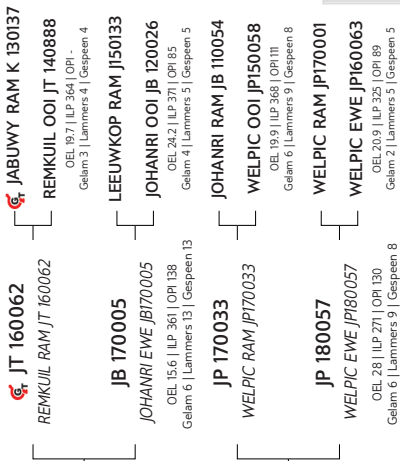 GT JT 160062
REMKUIL RAM JT 160062
JB 170005
JOHANRI EWE JB170005
OEL 15.6 | ILP 361 | OPI 138
Gelam 6 | Lammers 13 | Gespeen 13
JP 170033
WELPIC RAM JP170033
JP 180057
WELPIC EWE JP180057
OEL 28 | ILP 271 | OPI 130
Gelam 6 | Lammers 9 | Gespeen 8
GT JABUWY RAM K 130137
REMKUIL OOI JT 140888
OEL 19.7 | ILP 364 | OPI -
Gelam 3 | Lammers 4 | Gespeen 4
LEEUWKOP RAM J150133
JOHANRI OOI JB 120026
OEL 24.2 | ILP 371 | OPI 85
Gelam 4 | Lammers 5 | Gespeen 5
JOHANRI RAM JB 110054
WELPIC OOI JP150058
OEL 19.9 | ILP 368 | OPI 111
Gelam 6 | Lammers 9 | Gespeen 8
WELPIC RAM JP170001
WELPIC EWE JP160063
OEL 20.9 | ILP 325 | OPI 89
Gelam 2 | Lammers 5 | Gespeen 5